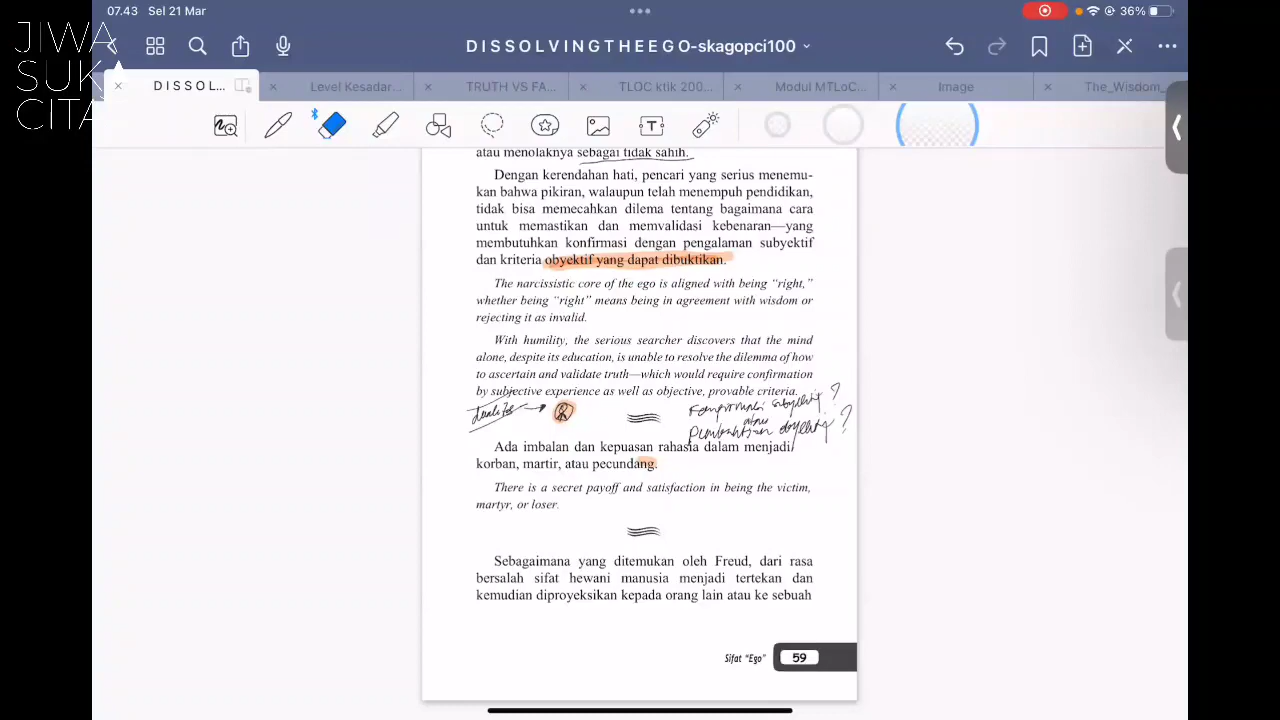 07.43 Sel 21 Mar
36%
JIWA
SUK
CITA
DISSOLVINGTHEEGO-skagopci100
DISSOL...
Level Kesadar...
TRUTH VS FA...
TLOC ktik 200...
Modul MTLoC...
Image
The_Wisdom_
atau menolaknya sebagai tidak sahih.
Dengan kerendahan hati, pencari yang serius menemu-
kan bahwa pikiran, walaupun telah menempuh pendidikan,
tidak bisa memecahkan dilema tentang bagaimana cara
untuk memastikan dan memvalidasi kebenaran—yang
membutuhkan konfirmasi dengan pengalaman subyektif
dan kriteria obyektif yang dapat dibuktikan.
The narcissistic core of the ego is aligned with being “right,”
whether being “right” means being in agreement with wisdom or
rejecting it as invalid.
With humility, the serious searcher discovers that the mind
alone, despite its education, is unable to resolve the dilemma of how
to ascertain and validate truth—which would require confirmation
by subjective experience as well as objective, provable criteria.
Konfirmasi subyektif ?
atau
Pembuktian obyektif ?
Ada imbalan dan kepuasan rahasia dalam menjadi
korban, martir, atau pecundang.
There is a secret payoff and satisfaction in being the victim,
martyr, or loser.
Sebagaimana yang ditemukan oleh Freud, dari rasa
bersalah sifat hewani manusia menjadi tertekan dan
kemudian diproyeksikan kepada orang lain atau ke sebuah
Sifat “Ego”
59